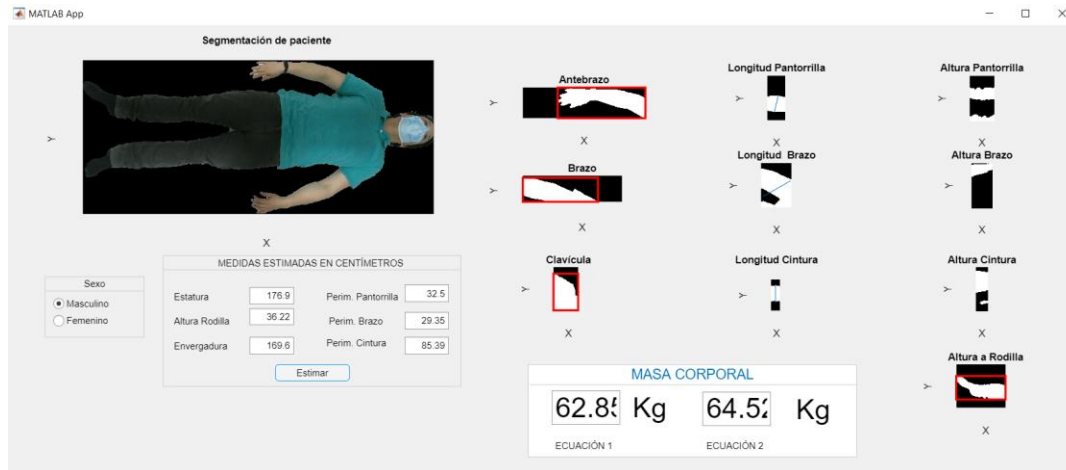 MATLAB App
Segmentación de paciente
Y
X
Antebrazo
Y
X
Longitud Pantorrilla
Y
X
Altura Pantorrilla
Y
X
Brazo
Y
X
Longitud Brazo
Y
X
Altura Brazo
Y
X
Clavícula
Y
X
Longitud Cintura
Y
X
Altura Cintura
Y
X
Altura a Rodilla
Y
X
Sexo
Masculino
Femenino
MEDIDAS ESTIMADAS EN CENTÍMETROS
Estatura 176.9 Perim. Pantorrilla 32.5
Altura Rodilla 36.22 Perim. Brazo 29.35
Envergadura 169.6 Perim. Cintura 85.39
Estimar
MASA CORPORAL
62.85 Kg 64.52 Kg
ECUACIÓN 1 ECUACIÓN 2